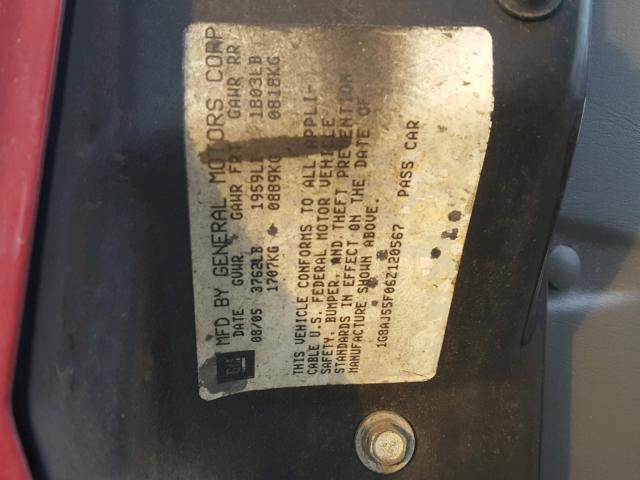 GM MFD BY GENERAL MOTORS CORP
DATE GVWR GAWR FRT GAWR RR
08/05 3762LB 1959LB 1803LB
1707KG 0889KG 0818KG
THIS VEHICLE CONFORMS TO ALL APPLI-
CABLE U.S. FEDERAL MOTOR VEHICLE
SAFETY, BUMPER, AND THEFT PREVENTION
STANDARDS IN EFFECT ON THE DATE OF
MANUFACTURE SHOWN ABOVE.
1G8AJ55F06Z120567 PASS CAR